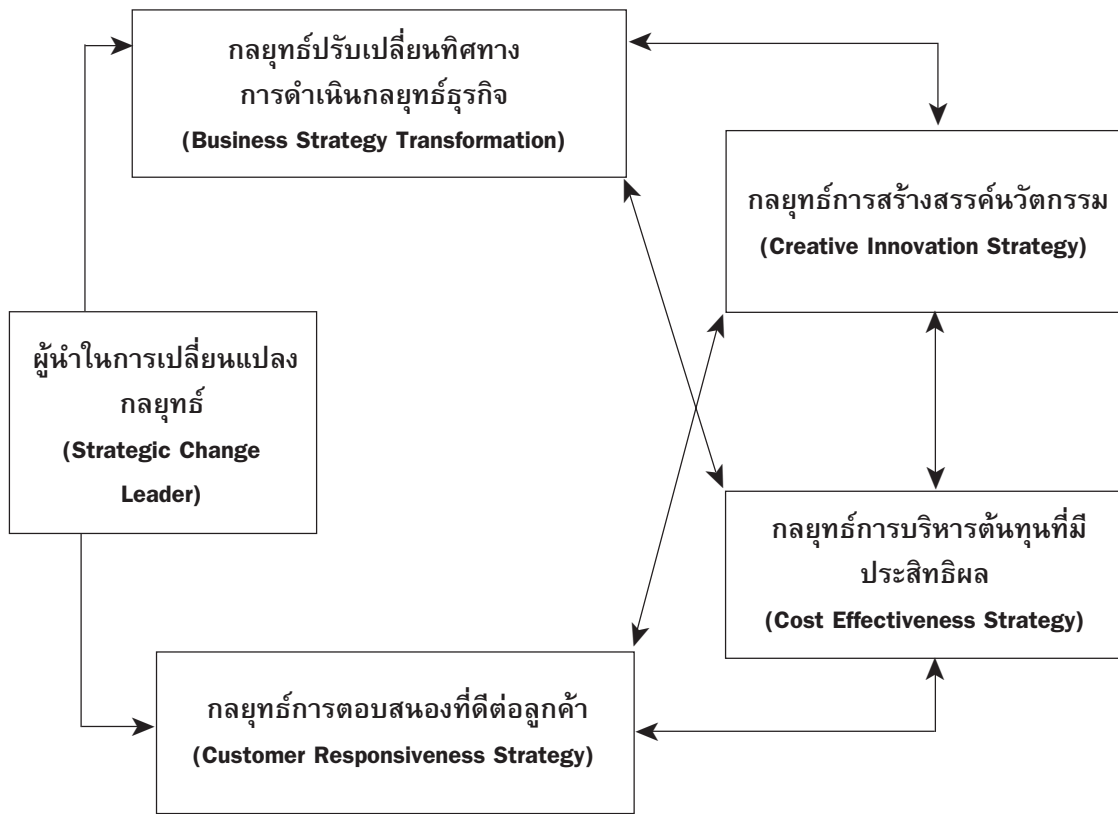 กลยุทธ์ปรับเปลี่ยนทิศทาง
การดำเนินกลยุทธ์ธุรกิจ
(Business Strategy Transformation)
กลยุทธ์การสร้างสรรค์นวัตกรรม
(Creative Innovation Strategy)
ผู้นำในการเปลี่ยนแปลง
กลยุทธ์
(Strategic Change
Leader)
กลยุทธ์การบริหารต้นทุนที่มี
ประสิทธิผล
(Cost Effectiveness Strategy)
กลยุทธ์การตอบสนองที่ดีต่อลูกค้า
(Customer Responsiveness Strategy)